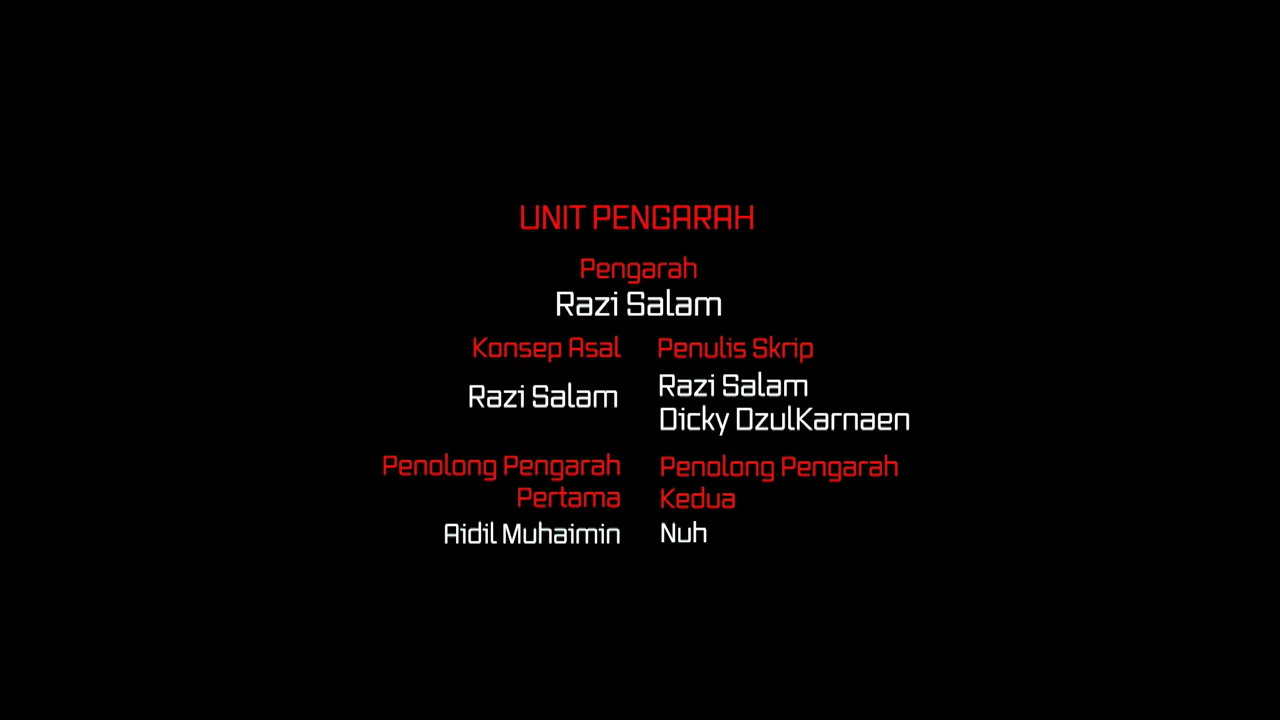 UNIT PENGARAH
Pengarah
Razi Salam
Konsep Asal
Razi Salam
Penulis Skrip
Razi Salam
Dicky DzulKarnaen
Penolong Pengarah
Pertama
Aidil Muhaimin
Penolong Pengarah
Kedua
Nuh